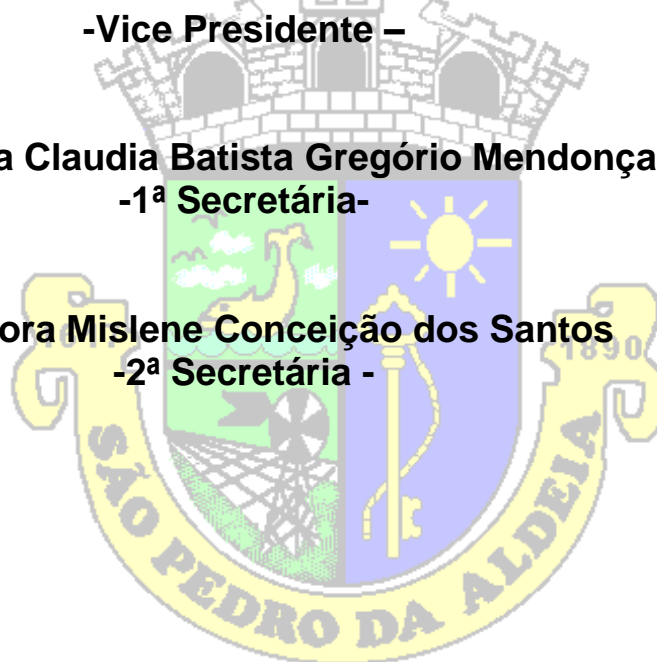 -Vice Presidente –
a Claudia Batista Gregório Mendonça
-1ª Secretária-
ora Mislene Conceição dos Santos
1890
-2ª Secretária -
SÃO PEDRO DA ALDEIA